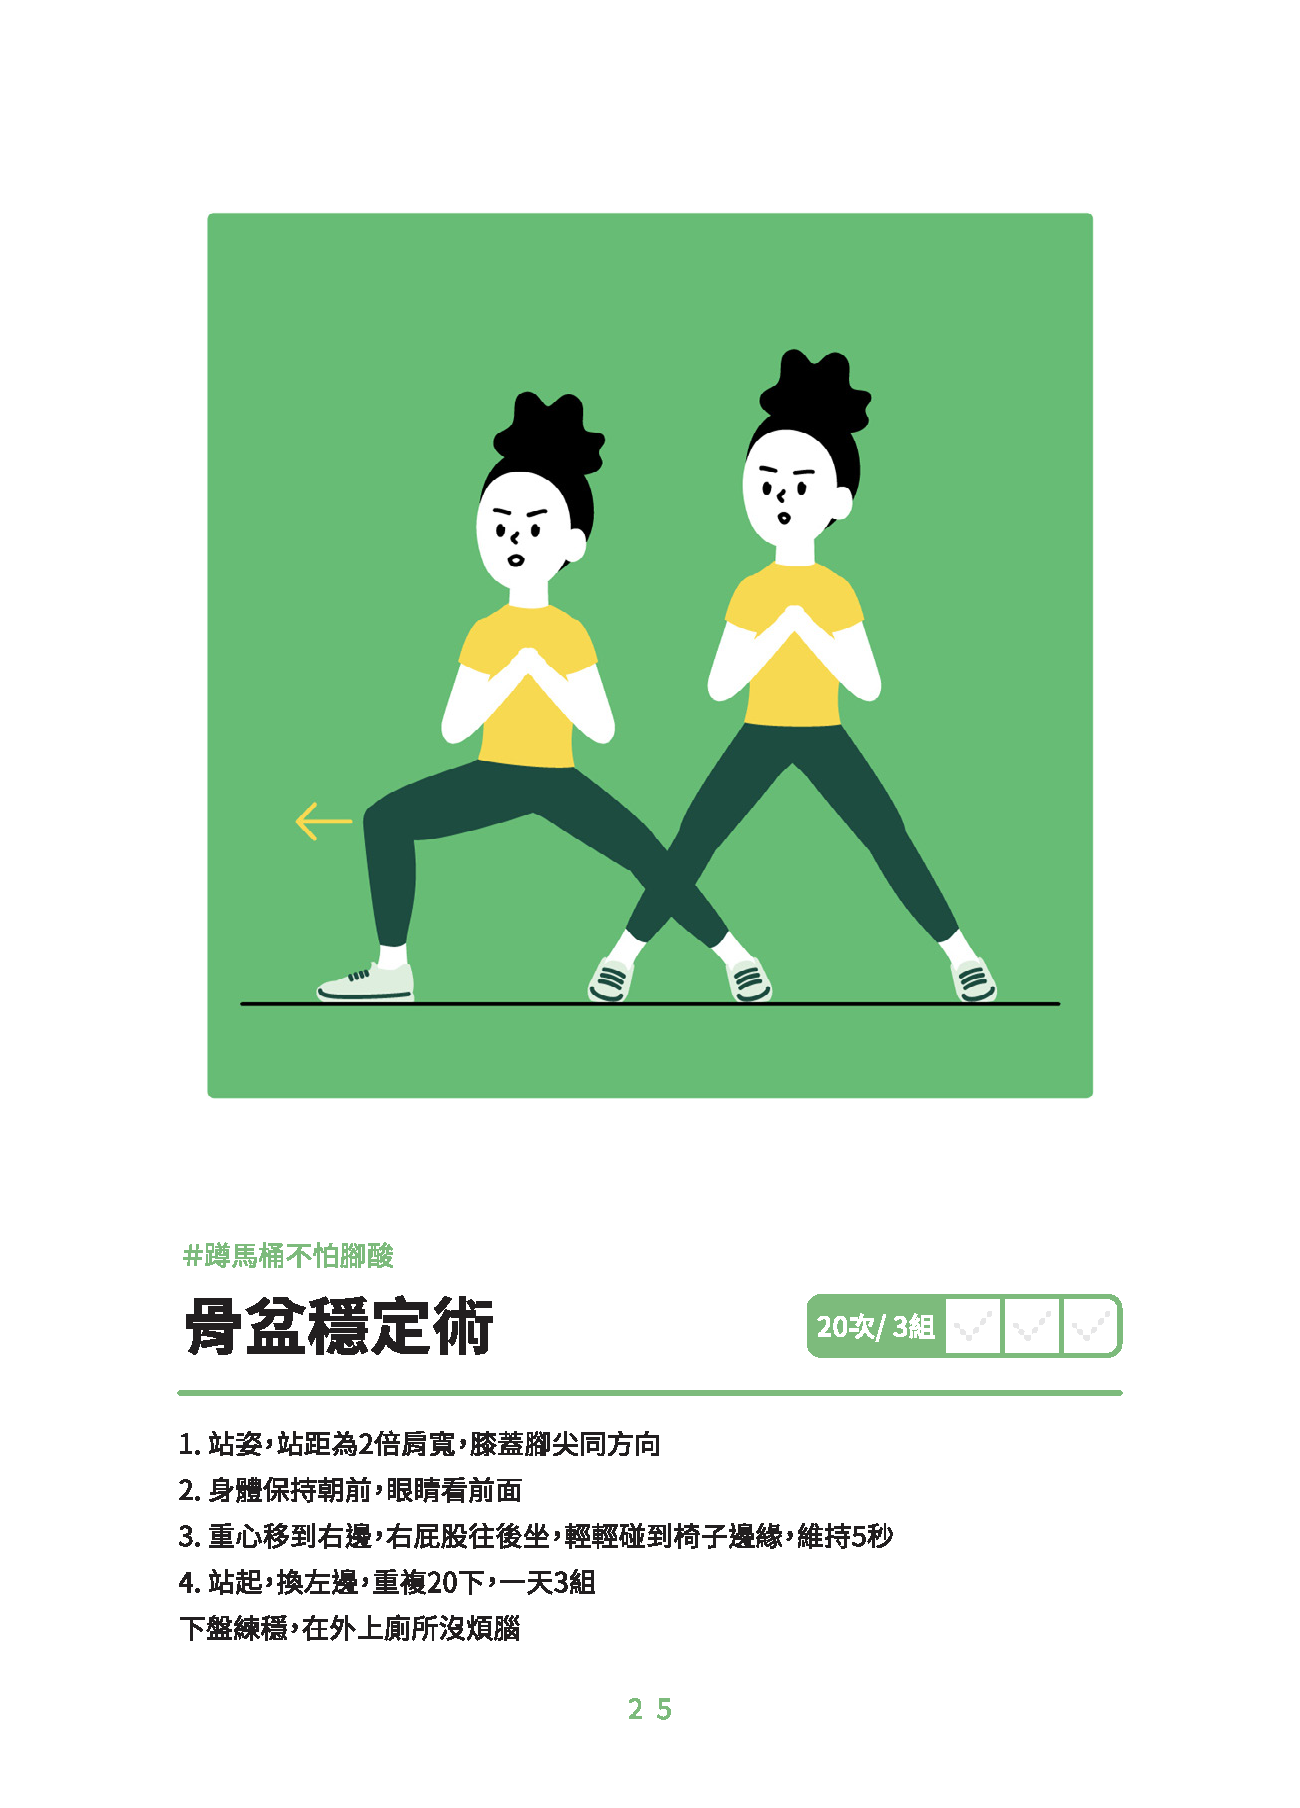 #蹲馬桶不怕腳酸
骨盆穩定術
20次/ 3組
1. 站姿，站距為2倍肩寬，膝蓋腳尖同方向
2. 身體保持朝前，眼睛看前面
3. 重心移到右邊，右屁股往後坐，輕輕碰到椅子邊緣，維持5秒
4. 站起，換左邊，重複20下，一天3組
下盤練穩，在外上廁所沒煩腦
25